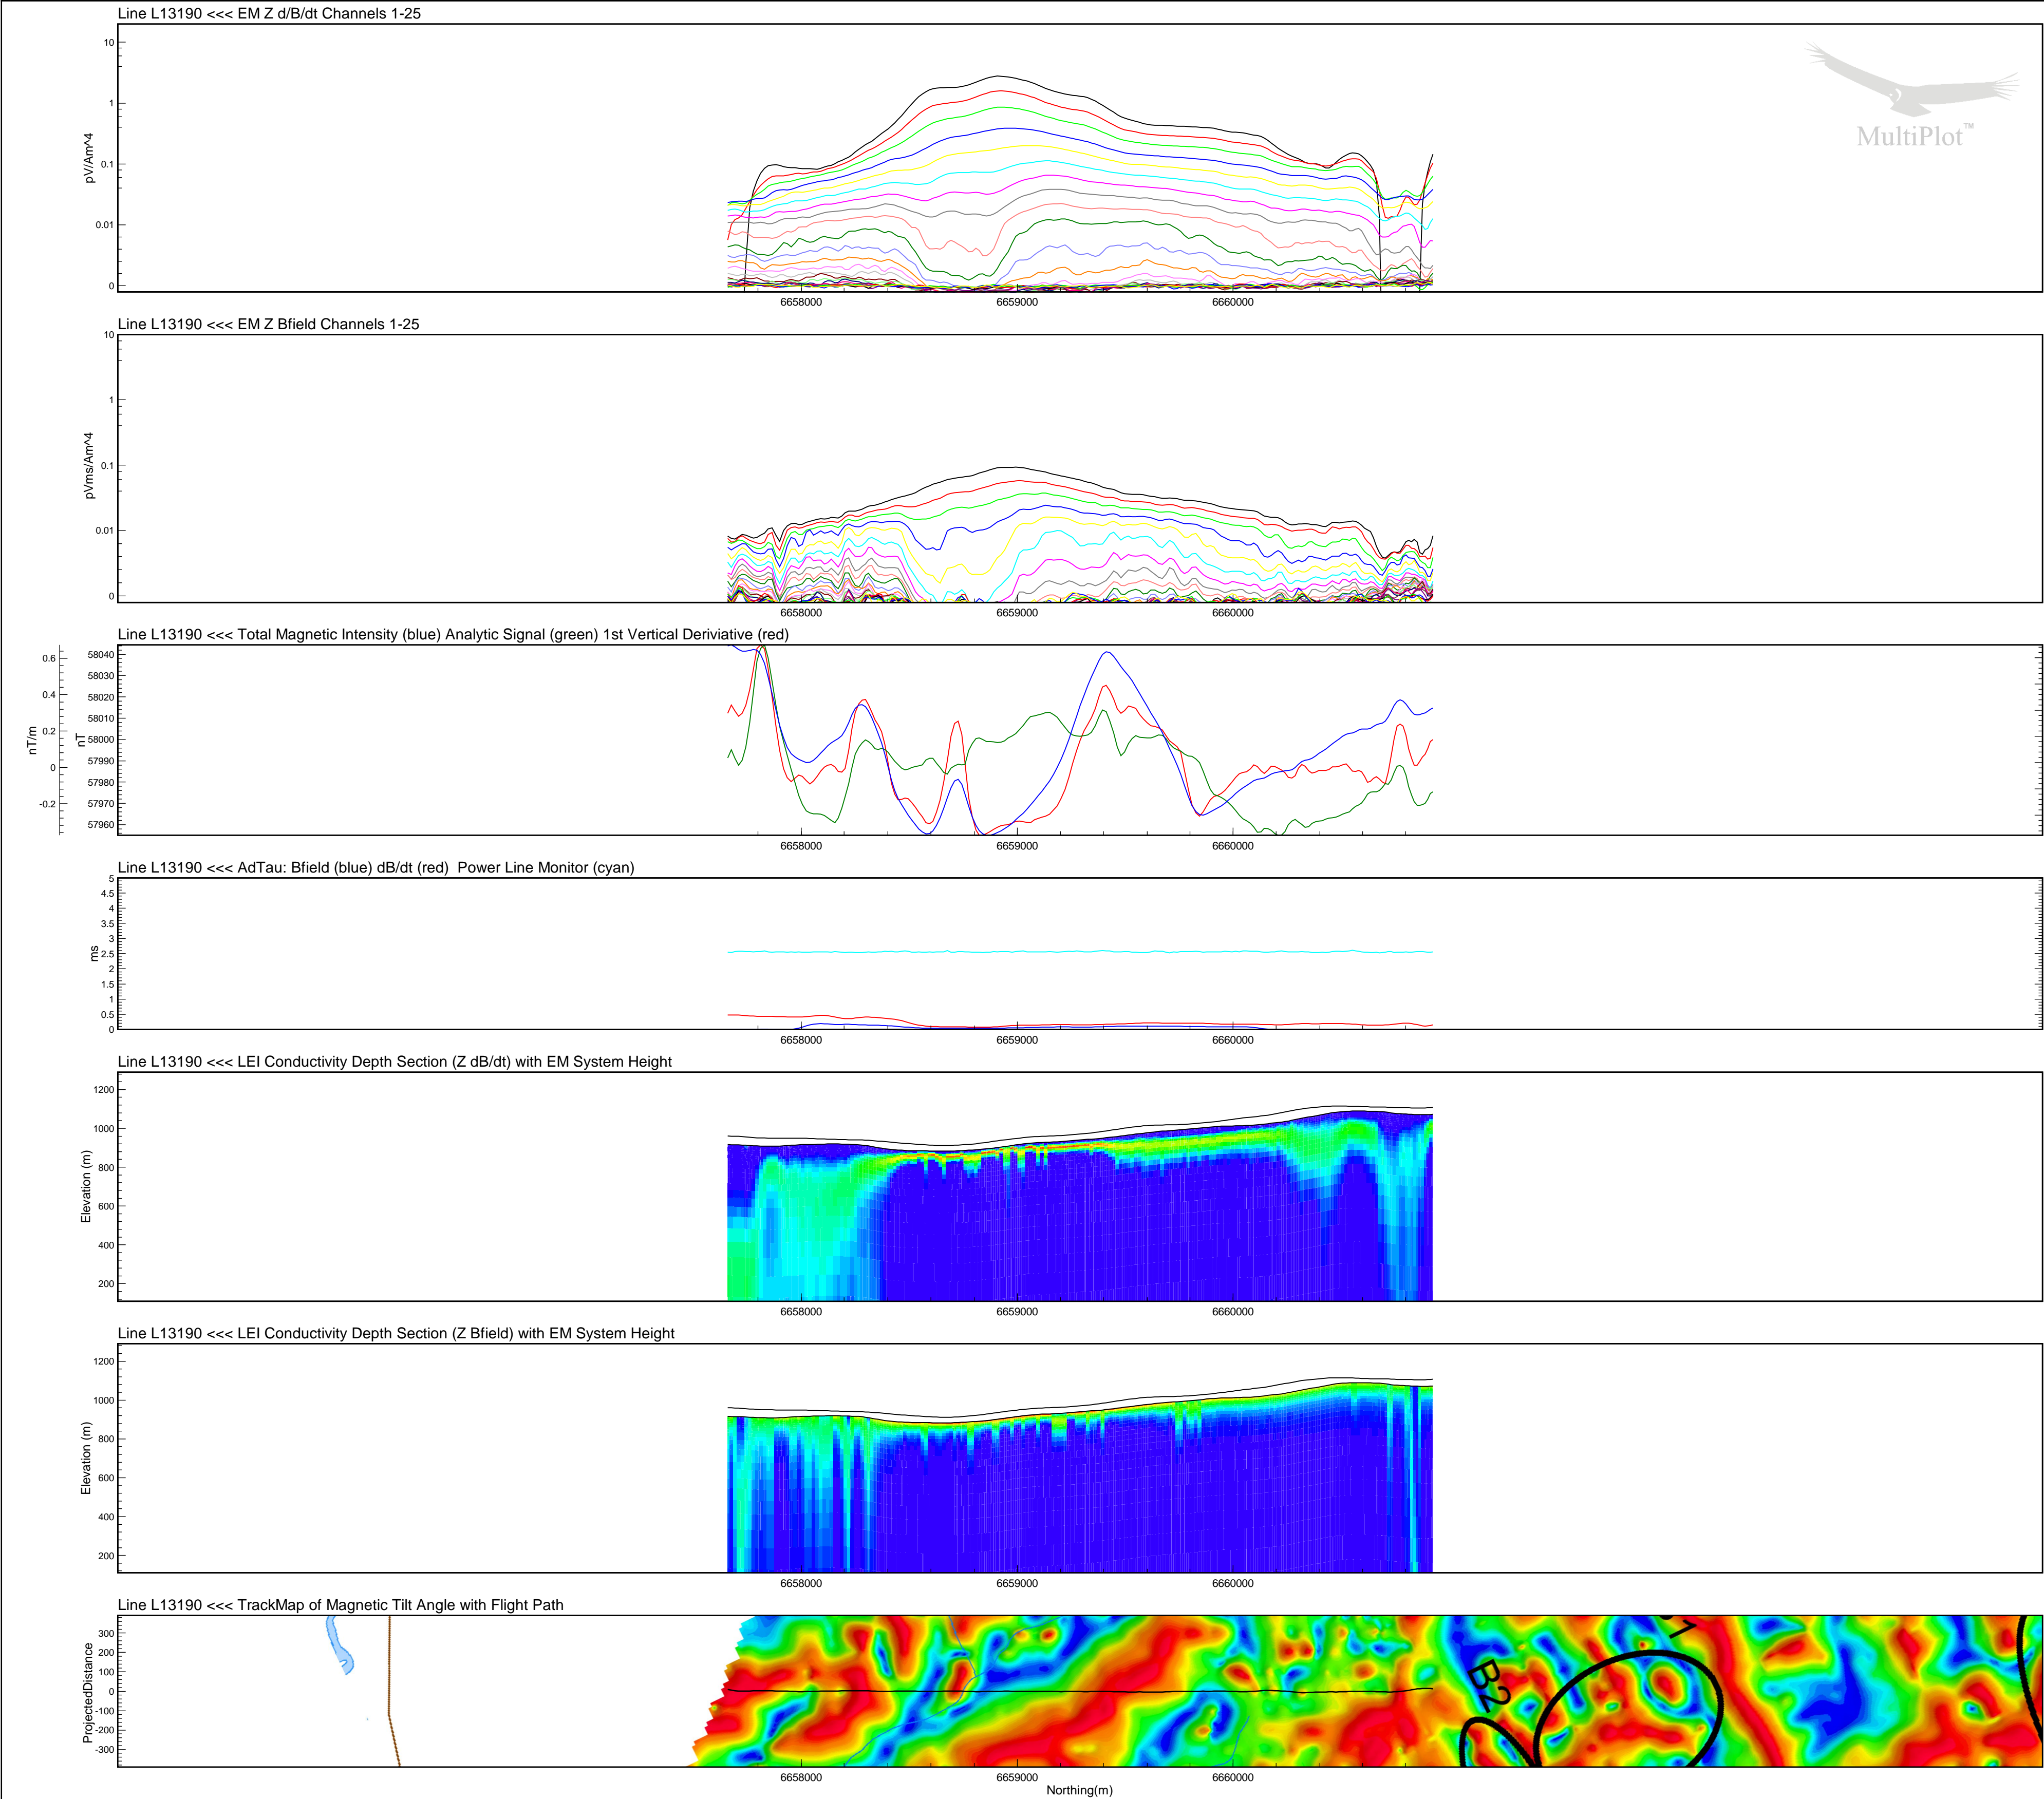 Line L13190 <<< EM Z d/B/dt Channels 1-25
10
1
0.1
0.01
0
pV/Am^4
MultiPlot™
6658000 6659000 6660000
Line L13190 <<< EM Z Bfield Channels 1-25
10
1
0.1
0.01
0
pVms/Am^4
6658000 6659000 6660000
Line L13190 <<< Total Magnetic Intensity (blue) Analytic Signal (green) 1st Vertical Deriviative (red)
0.6
0.4
0.2
0
-0.2
nT/m
58040
58030
58020
58010
58000
57990
57980
57970
57960
nT
6658000 6659000 6660000
Line L13190 <<< AdTau: Bfield (blue) dB/dt (red) Power Line Monitor (cyan)
5
4.5
4
3.5
3
2.5
2
1.5
1
0.5
0
ms
6658000 6659000 6660000
Line L13190 <<< LEI Conductivity Depth Section (Z dB/dt) with EM System Height
1200
1000
800
600
400
200
Elevation (m)
6658000 6659000 6660000
Line L13190 <<< LEI Conductivity Depth Section (Z Bfield) with EM System Height
1200
1000
800
600
400
200
Elevation (m)
6658000 6659000 6660000
Line L13190 <<< TrackMap of Magnetic Tilt Angle with Flight Path
300
200
100
0
-100
-200
-300
ProjectedDistance
B2
1
6658000 6659000 6660000
Northing(m)